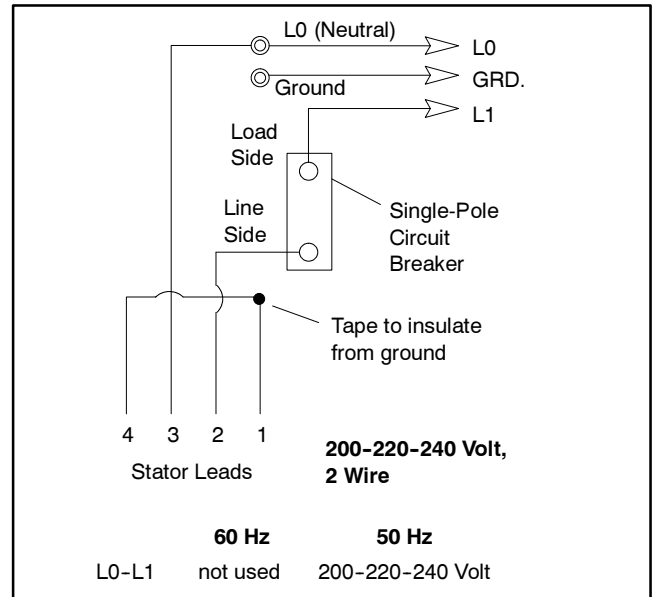 L0 (Neutral)
L0
Ground
GRD.
L1
Load
Side
Line
Side
Single-Pole
Circuit
Breaker
Tape to insulate
from ground
4 3 2 1
Stator Leads
200-220-240 Volt,
2 Wire
60 Hz 50 Hz
L0-L1 not used 200-220-240 Volt